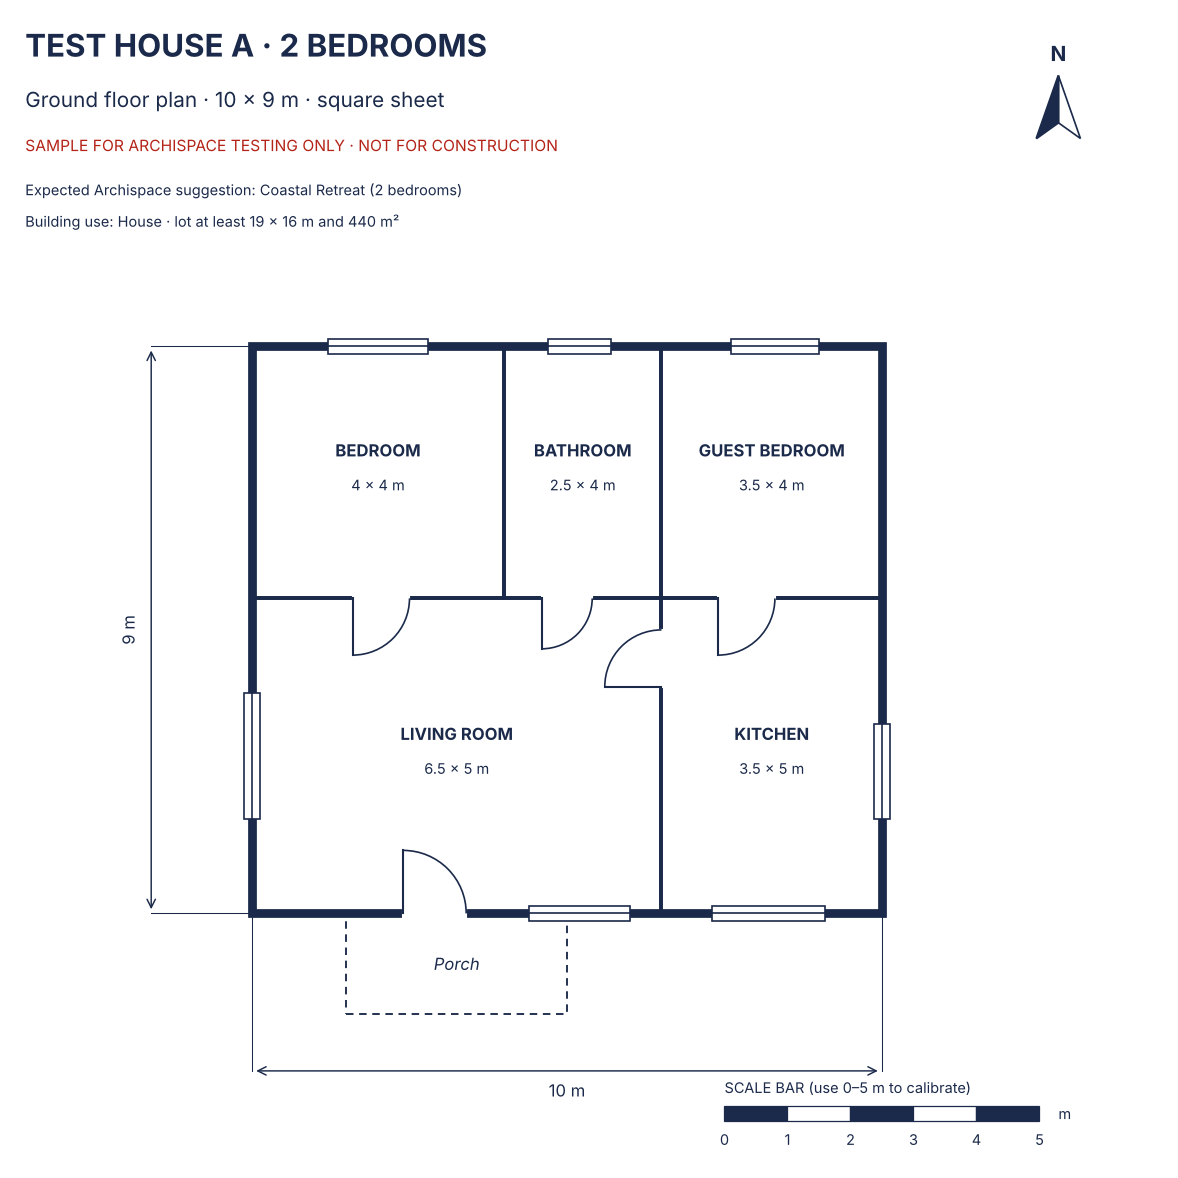 TEST HOUSE A · 2 BEDROOMS
N
Ground floor plan · 10 × 9 m · square sheet
SAMPLE FOR ARCHISPACE TESTING ONLY · NOT FOR CONSTRUCTION
Expected Archispace suggestion: Coastal Retreat (2 bedrooms)
Building use: House · lot at least 19 × 16 m and 440 m²
BEDROOM
4 × 4 m
BATHROOM
2.5 × 4 m
GUEST BEDROOM
3.5 × 4 m
9 m
LIVING ROOM
6.5 × 5 m
KITCHEN
3.5 × 5 m
Porch
10 m
SCALE BAR (use 0–5 m to calibrate)
m
0 1 2 3 4 5